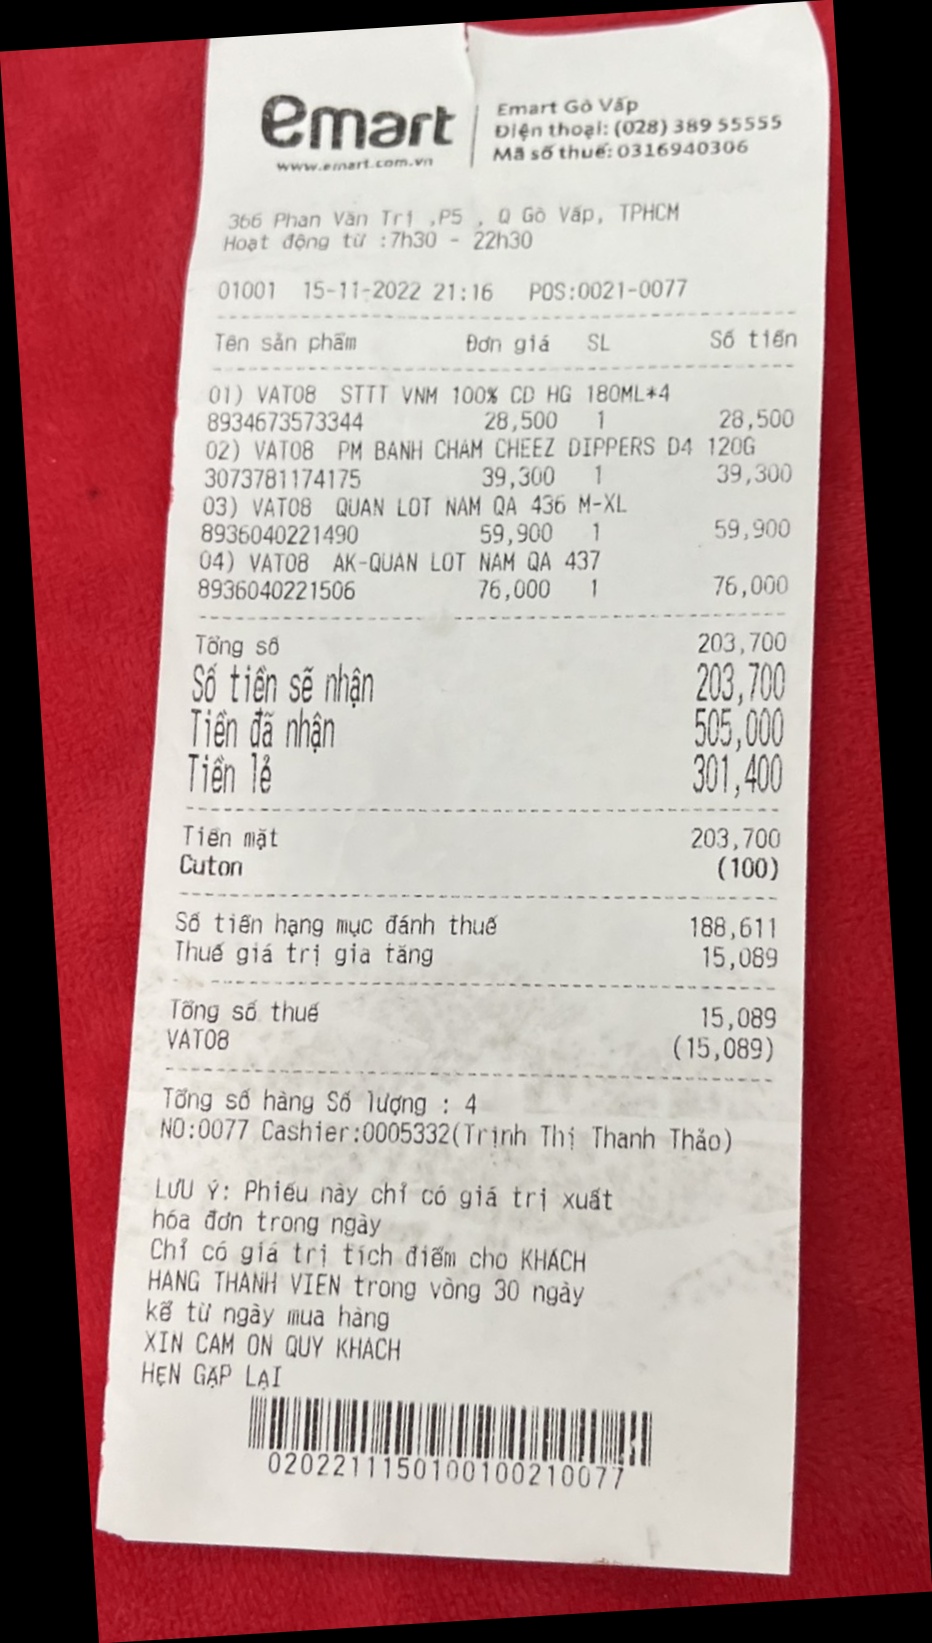 emart
www.emart.com.vn
Emart Gò Vấp
Điện thoại: (028) 389 55555
Mã số thuế: 0316940306
366 Phan Văn Trị ,P5 , Q Gò Vấp, TPHCM
Hoạt động từ :7h30 - 22h30
01001 15-11-2022 21:16 POS:0021-0077
Tên sản phẩm Đơn giá SL Số tiền
01) VAT08 STTT VNM 100% CD HG 180ML*4
8934673573344 28,500 1 28,500
02) VAT08 PM BANH CHAM CHEEZ DIPPERS D4 120G
3073781174175 39,300 1 39,300
03) VAT08 QUAN LOT NAM QA 436 M-XL
8936040221490 59,900 1 59,900
04) VAT08 AK-QUAN LOT NAM QA 437
8936040221506 76,000 1 76,000
Tổng số 203,700
Số tiền sẽ nhận 203,700
Tiền đã nhận 505,000
Tiền lẻ 301,400
Tiền mặt 203,700
Cuton (100)
Số tiền hạng mục đánh thuế 188,611
Thuế giá trị gia tăng 15,089
Tổng số thuế 15,089
VAT08 (15,089)
Tổng số hàng Số lượng : 4
NO:0077 Cashier:0005332(Trịnh Thị Thanh Thảo)
LƯU Ý: Phiếu này chỉ có giá trị xuất
hóa đơn trong ngày
Chỉ có giá trị tích điểm cho KHÁCH
HÀNG THÀNH VIÊN trong vòng 30 ngày
kể từ ngày mua hàng
XIN CAM ON QUY KHACH
HẸN GẶP LẠI
0202211150100100210077